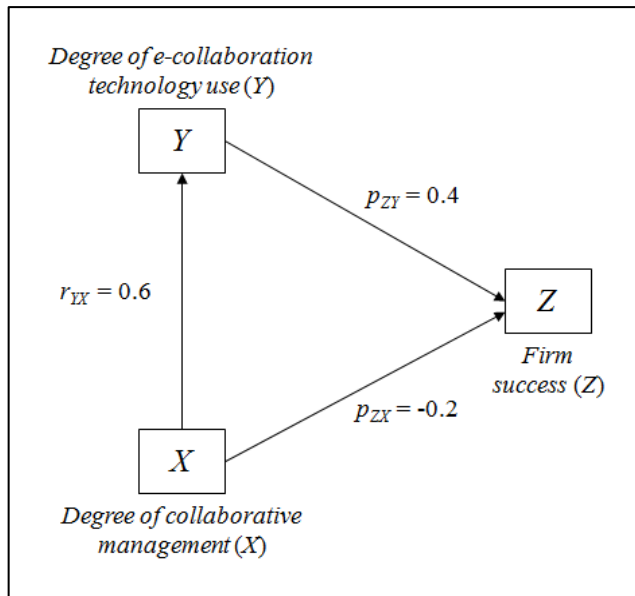 Degree of e-collaboration
technology use (Y)
Y
p_ZY = 0.4
r_YX = 0.6
Z
Firm
success (Z)
p_ZX = -0.2
X
Degree of collaborative
management (X)